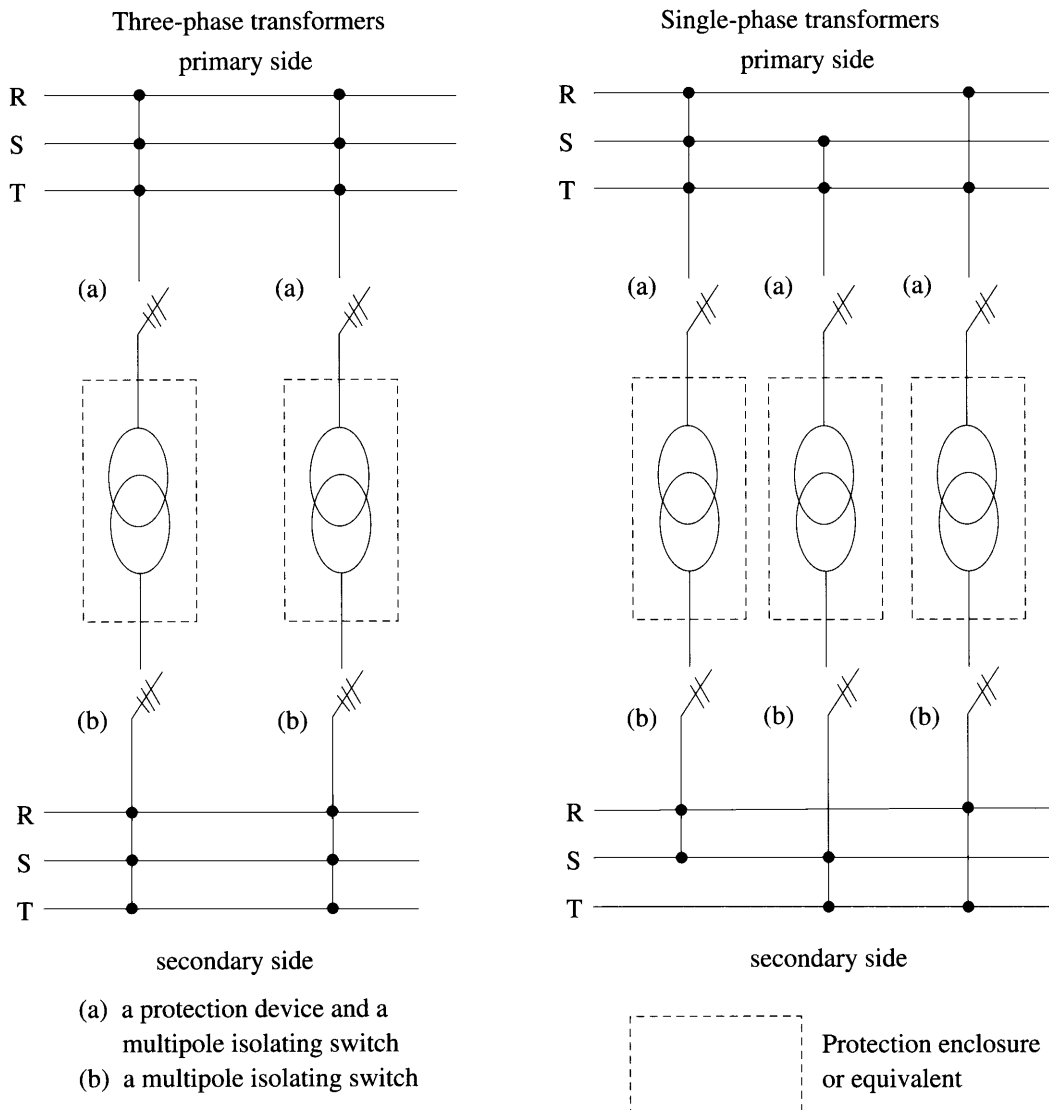 Three-phase transformers
primary side
R
S
T
(a) (a)
(b) (b)
R
S
T
secondary side
(a) a protection device and a
multipole isolating switch
(b) a multipole isolating switch
Single-phase transformers
primary side
R
S
T
(a) (a) (a)
(b) (b) (b)
R
S
T
secondary side
Protection enclosure
or equivalent